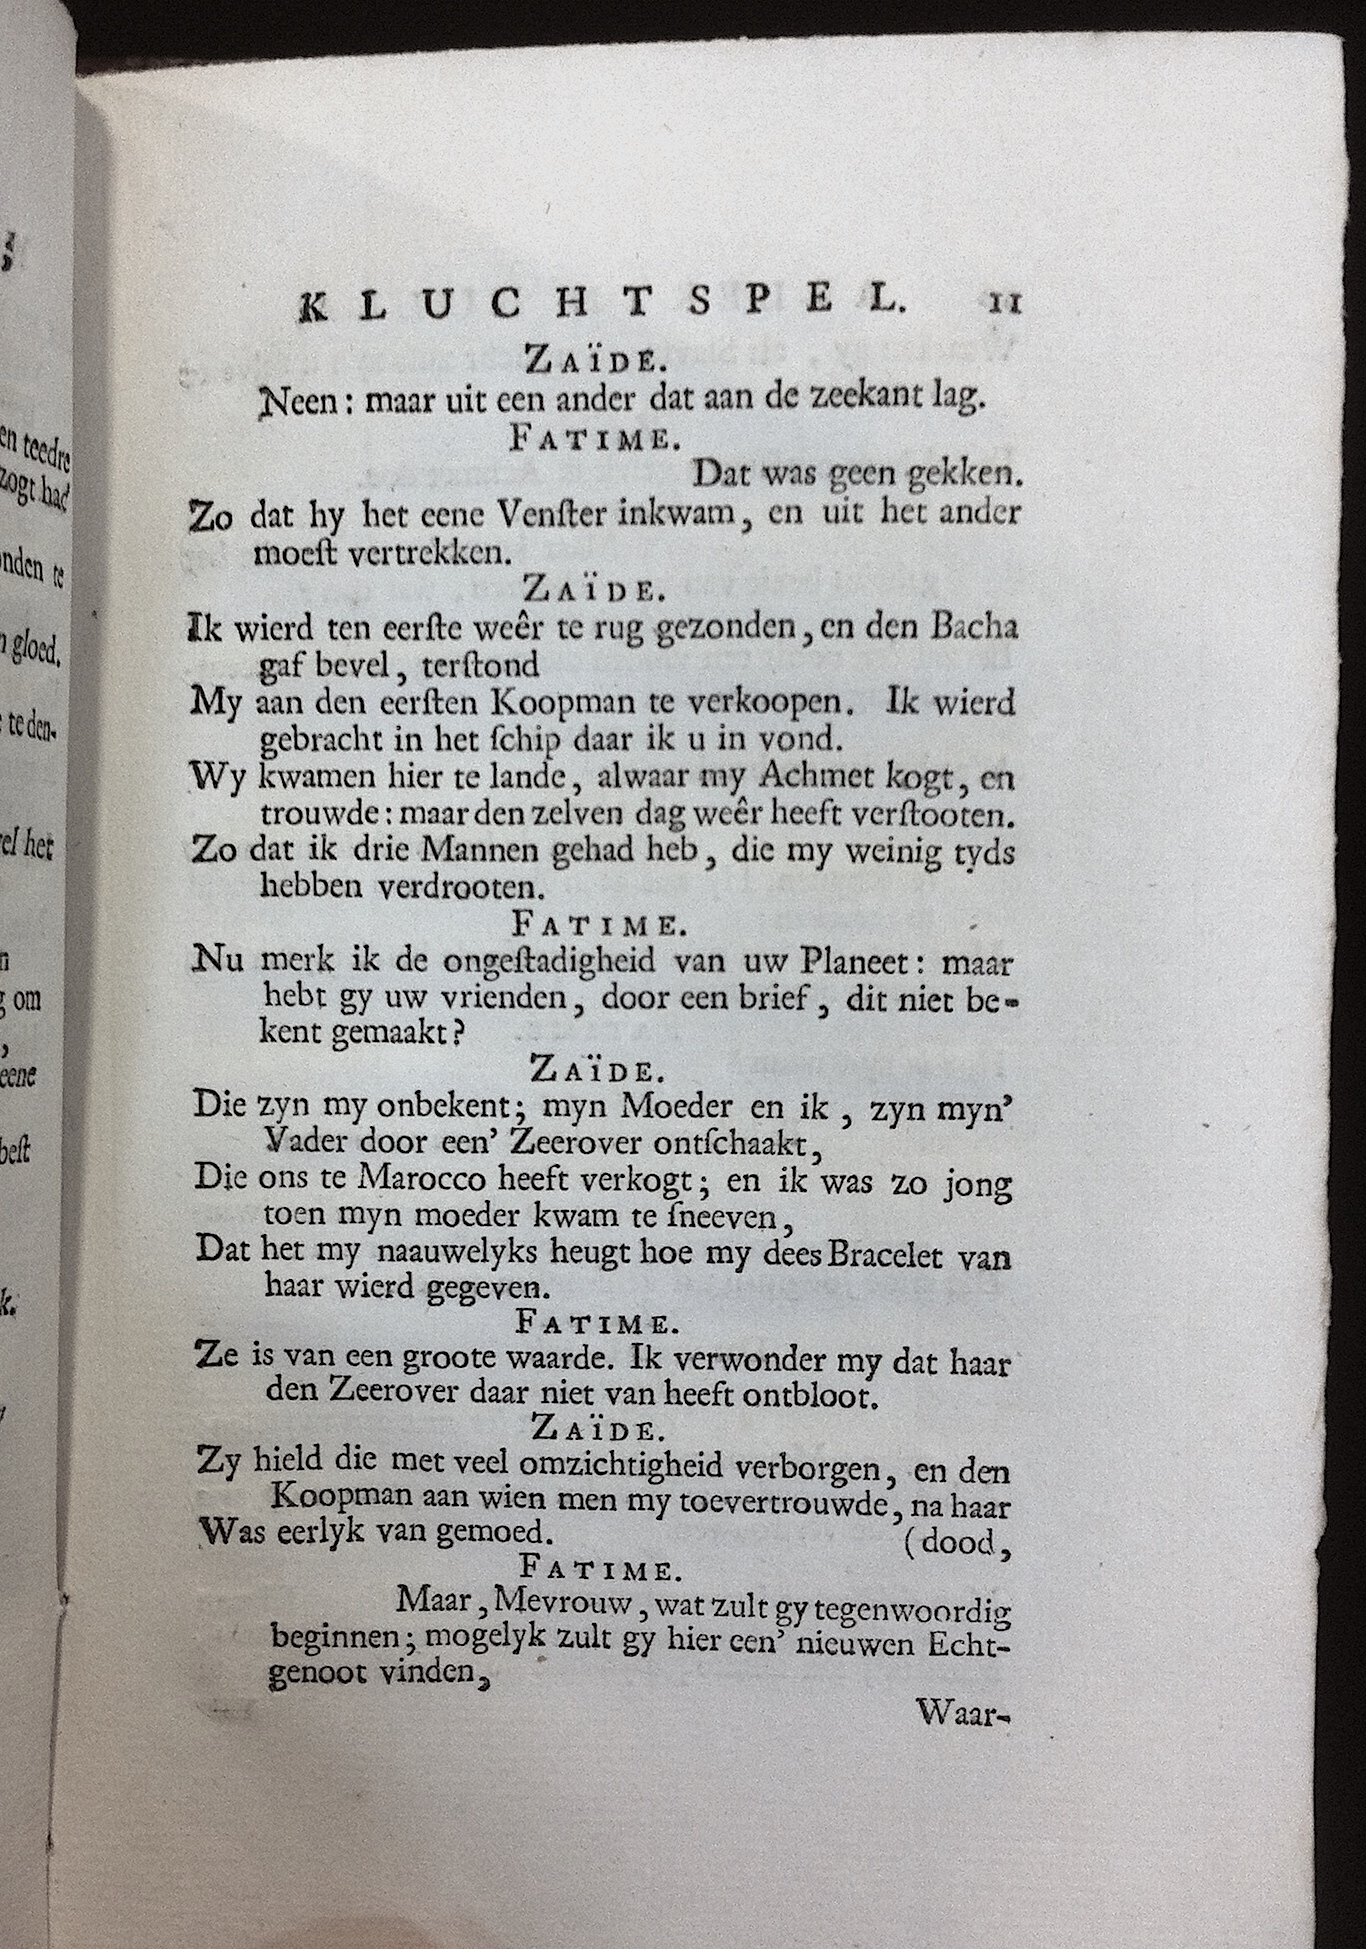 KLUCHTSPEL. 11
ZAÏDE.
Neen: maar uit een ander dat aan de zeekant lag.
FATIME.
Dat was geen gekken.
Zo dat hy het eene Venſter inkwam, en uit het ander
moeſt vertrekken.
ZAÏDE.
Ik wierd ten eerſte weêr te rug gezonden, en den Bacha
gaf bevel, terſtond
My aan den eerſten Koopman te verkoopen. Ik wierd
gebracht in het ſchip daar ik u in vond.
Wy kwamen hier te lande, alwaar my Achmet kogt, en
trouwde: maar den zelven dag weêr heeft verſtooten.
Zo dat ik drie Mannen gehad heb, die my weinig tyds
hebben verdrooten.
FATIME.
Nu merk ik de ongeſtadigheid van uw Planeet: maar
hebt gy uw vrienden, door een brief, dit niet be-
kent gemaakt?
ZAÏDE.
Die zyn my onbekent; myn Moeder en ik, zyn myn'
Vader door een' Zeerover ontſchaakt,
Die ons te Marocco heeft verkogt; en ik was zo jong
toen myn moeder kwam te ſneeven,
Dat het my naauwelyks heugt hoe my dees Bracelet van
haar wierd gegeven.
FATIME.
Ze is van een groote waarde. Ik verwonder my dat haar
den Zeerover daar niet van heeft ontbloot.
ZAÏDE.
Zy hield die met veel omzichtigheid verborgen, en den
Koopman aan wien men my toevertrouwde, na haar
Was eerlyk van gemoed. (dood,
FATIME.
Maar, Mevrouw, wat zult gy tegenwoordig
beginnen; mogelyk zult gy hier een' nieuwen Echt-
genoot vinden,
Waar-